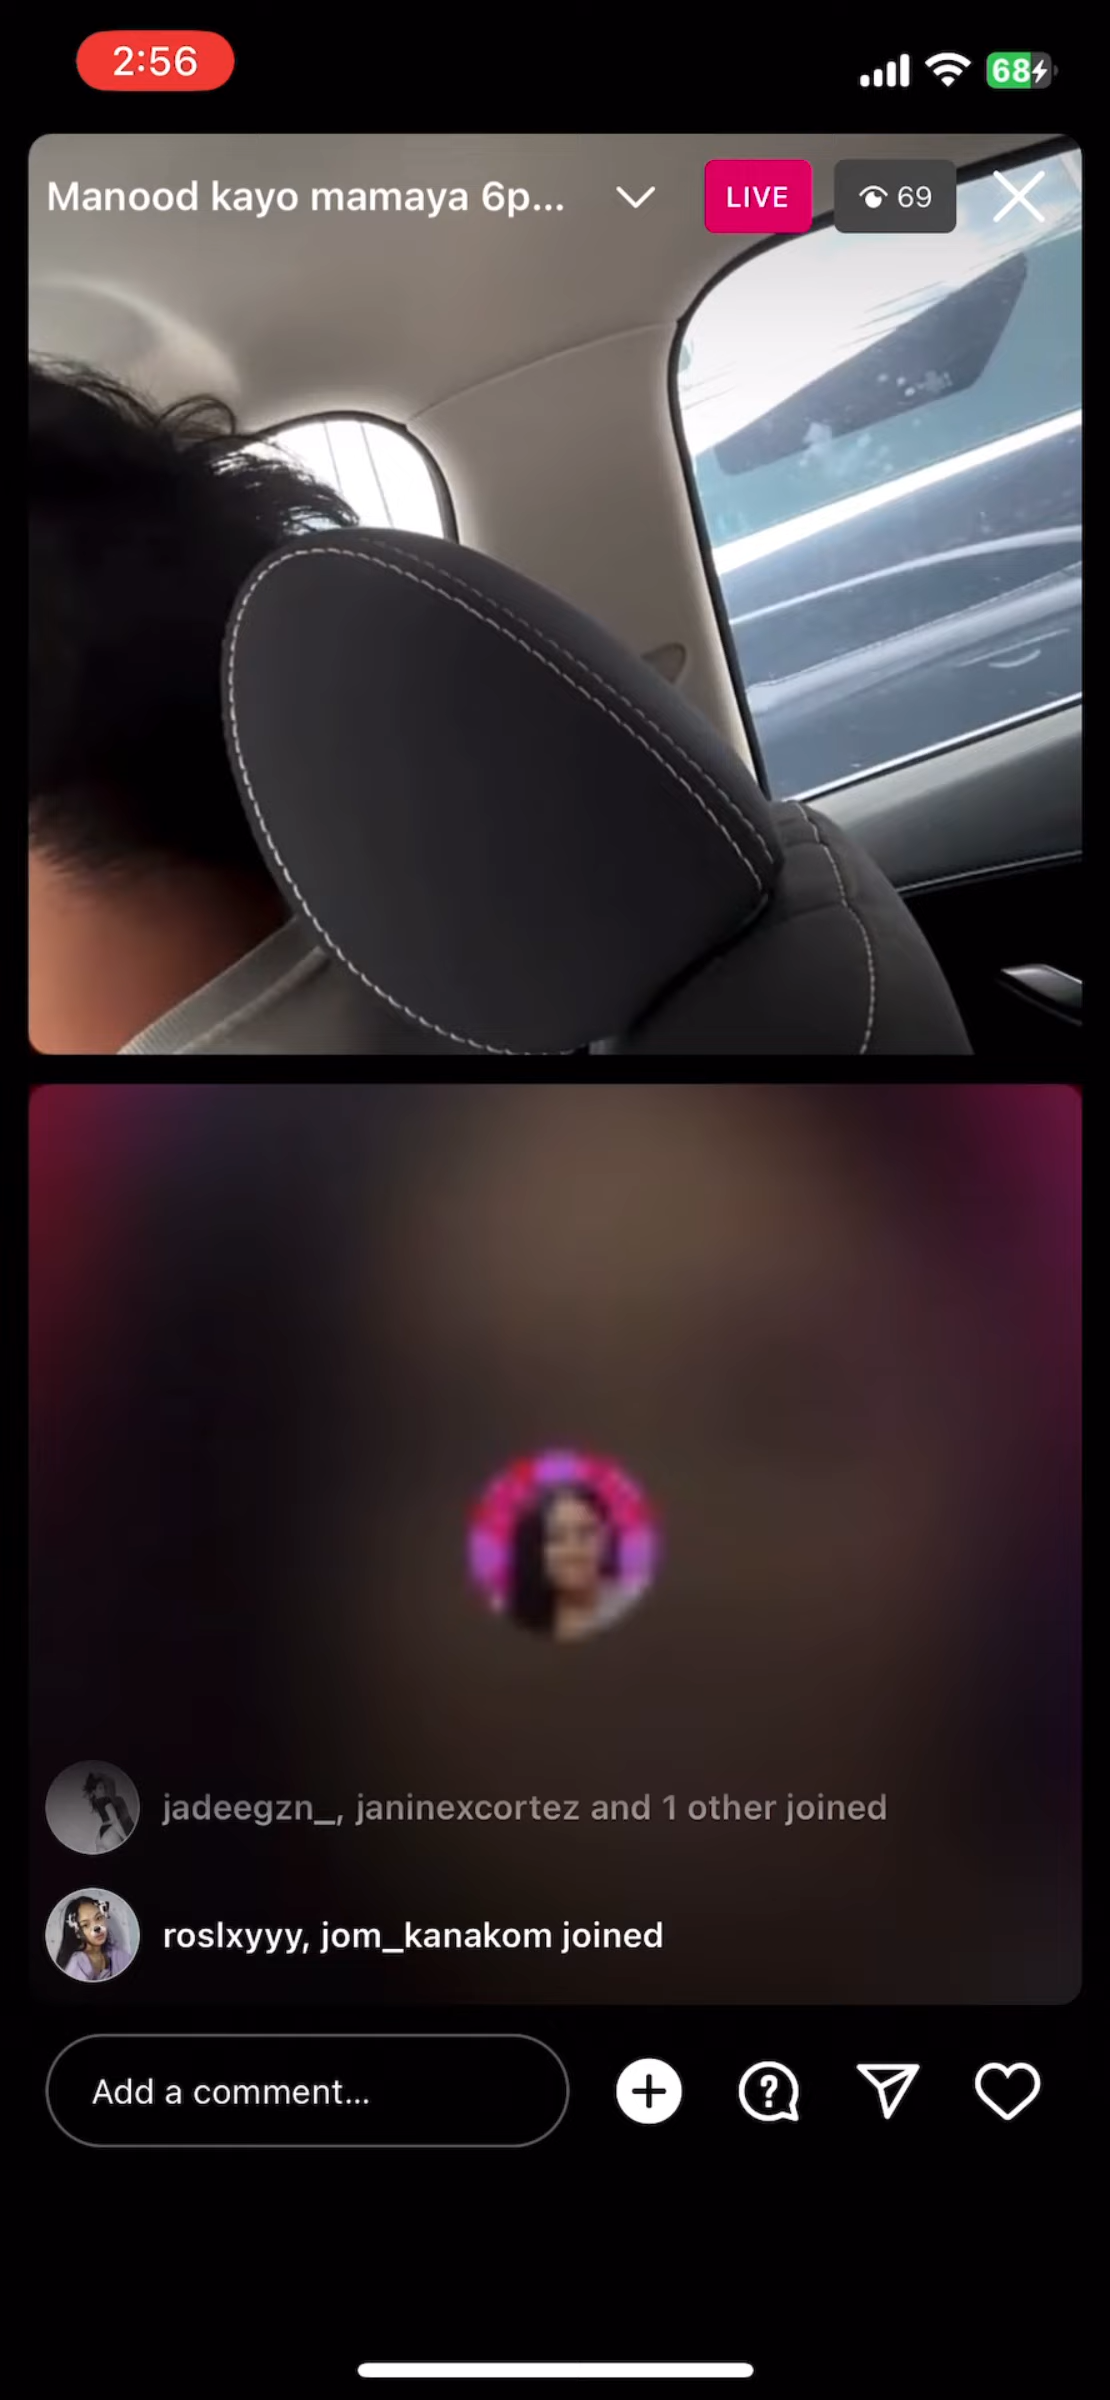 2:56
68
Manood kayo mamaya 6p...
LIVE
69
jadeegzn_, janinexcortez and 1 other joined
roslxyyy, jom_kanakom joined
Add a comment...